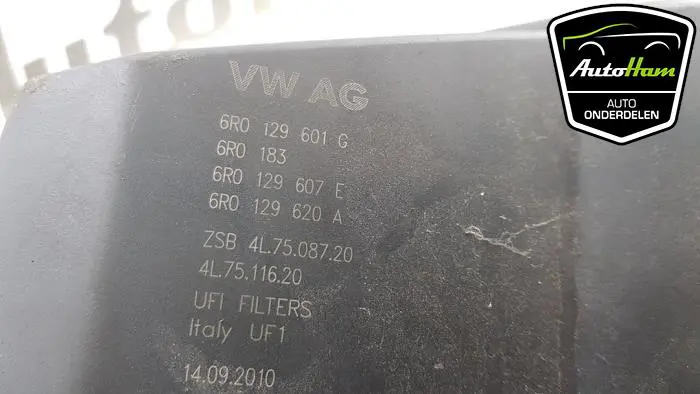 VW AG
6R0 129 601 G
6R0 183
6R0 129 607 E
6R0 129 620 A
ZSB 4L.75.087.20
4L.75.116.20
UFI FILTERS
Italy UF1
14.09.2010
AutoHam
AUTO
ONDERDELEN